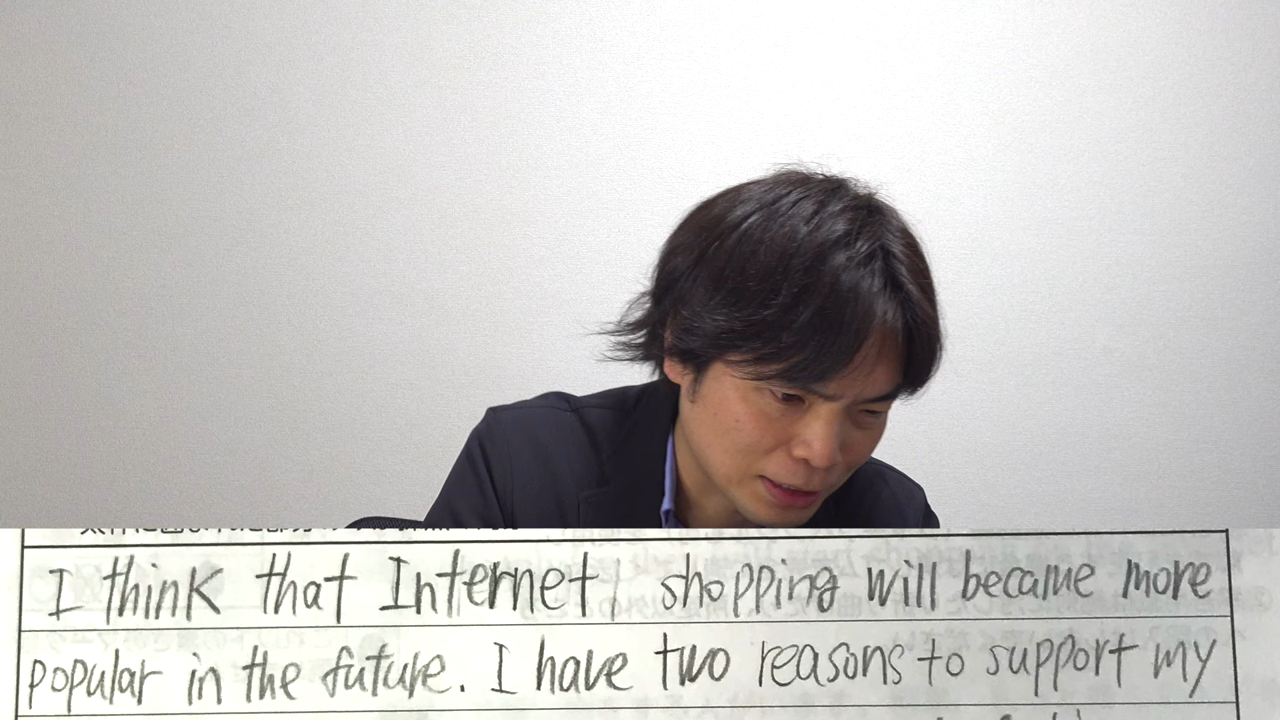 I think that Internet shopping will became more
popular in the future. I have two reasons to support my